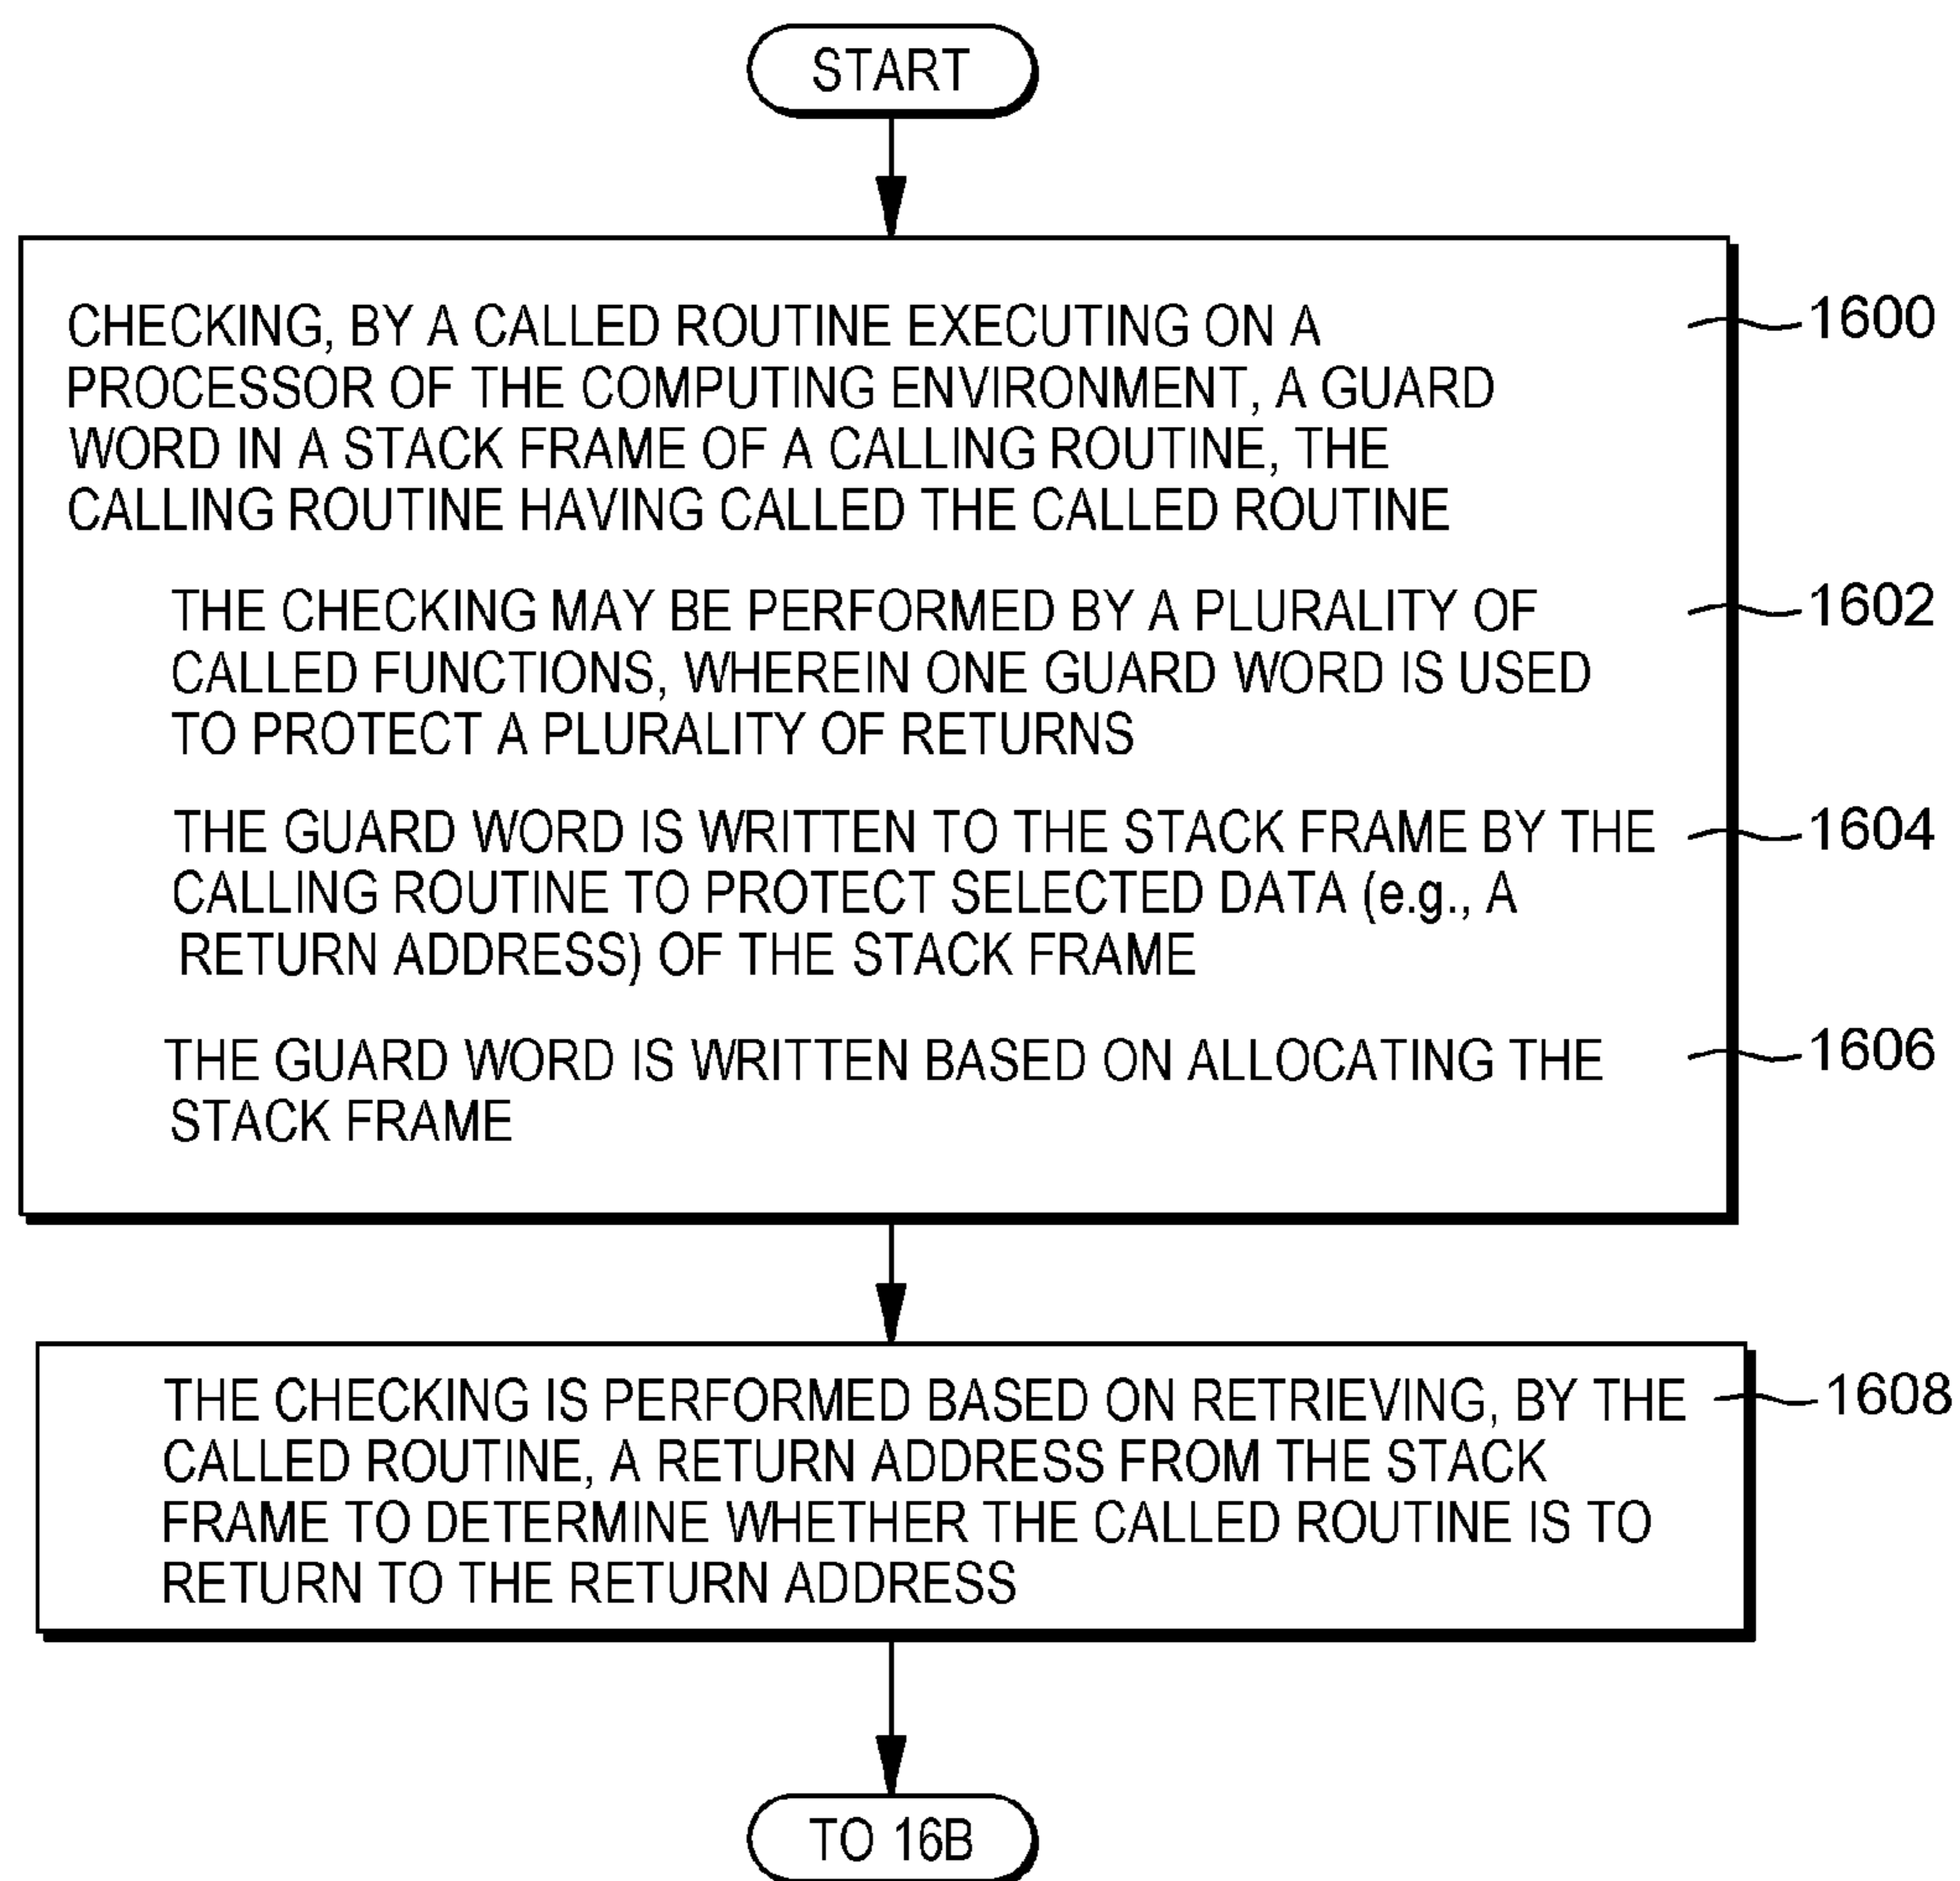 START
CHECKING, BY A CALLED ROUTINE EXECUTING ON A
1600
PROCESSOR OF THE COMPUTING ENVIRONMENT, A GUARD
WORD IN A STACK FRAME OF A CALLING ROUTINE, THE
CALLING ROUTINE HAVING CALLED THE CALLED ROUTINE
THE CHECKING MAY BE PERFORMED BY A PLURALITY OF
1602
CALLED FUNCTIONS, WHEREIN ONE GUARD WORD IS USED
TO PROTECT A PLURALITY OF RETURNS
THE GUARD WORD IS WRITTEN TO THE STACK FRAME BY THE
1604
CALLING ROUTINE TO PROTECT SELECTED DATA (e.g., A
RETURN ADDRESS) OF THE STACK FRAME
THE GUARD WORD IS WRITTEN BASED ON ALLOCATING THE
1606
STACK FRAME
THE CHECKING IS PERFORMED BASED ON RETRIEVING, BY THE
1608
CALLED ROUTINE, A RETURN ADDRESS FROM THE STACK
FRAME TO DETERMINE WHETHER THE CALLED ROUTINE IS TO
RETURN TO THE RETURN ADDRESS
TO 16B